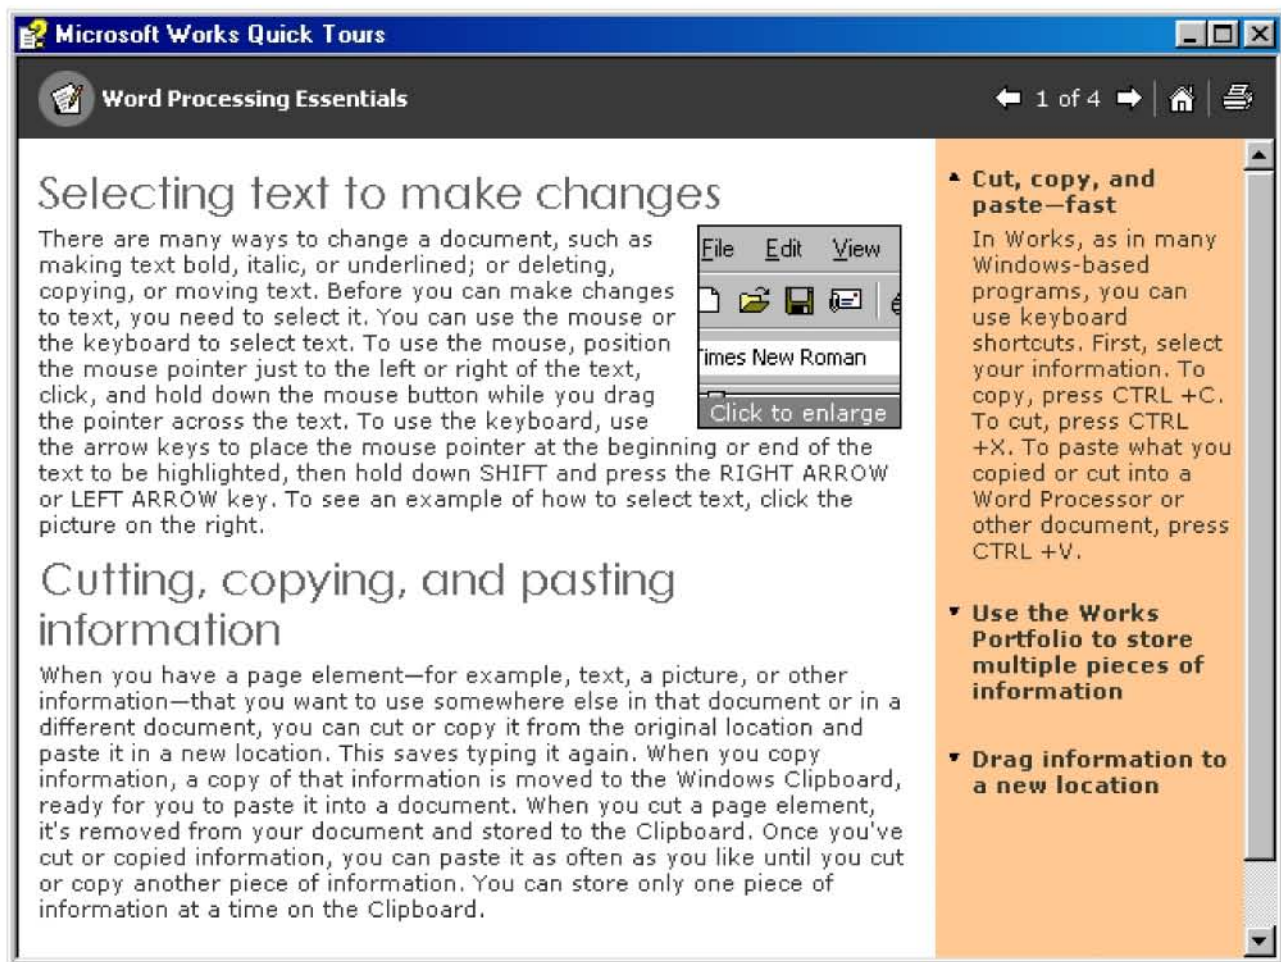 Microsoft Works Quick Tours
Word Processing Essentials
1 of 4
Selecting text to make changes
There are many ways to change a document, such as
making text bold, italic, or underlined; or deleting,
copying, or moving text. Before you can make changes
to text, you need to select it. You can use the mouse or
the keyboard to select text. To use the mouse, position
the mouse pointer just to the left or right of the text,
click, and hold down the mouse button while you drag
the pointer across the text. To use the keyboard, use
the arrow keys to place the mouse pointer at the beginning or end of the
text to be highlighted, then hold down SHIFT and press the RIGHT ARROW
or LEFT ARROW key. To see an example of how to select text, click the
picture on the right.
File Edit View
Times New Roman
Click to enlarge
Cutting, copying, and pasting
information
When you have a page element—for example, text, a picture, or other
information—that you want to use somewhere else in that document or in a
different document, you can cut or copy it from the original location and
paste it in a new location. This saves typing it again. When you copy
information, a copy of that information is moved to the Windows Clipboard,
ready for you to paste it into a document. When you cut a page element,
it's removed from your document and stored to the Clipboard. Once you've
cut or copied information, you can paste it as often as you like until you cut
or copy another piece of information. You can store only one piece of
information at a time on the Clipboard.
Cut, copy, and
paste—fast
In Works, as in many
Windows-based
programs, you can
use keyboard
shortcuts. First, select
your information. To
copy, press CTRL +C.
To cut, press CTRL
+X. To paste what you
copied or cut into a
Word Processor or
other document, press
CTRL +V.
Use the Works
Portfolio to store
multiple pieces of
information
Drag information to
a new location